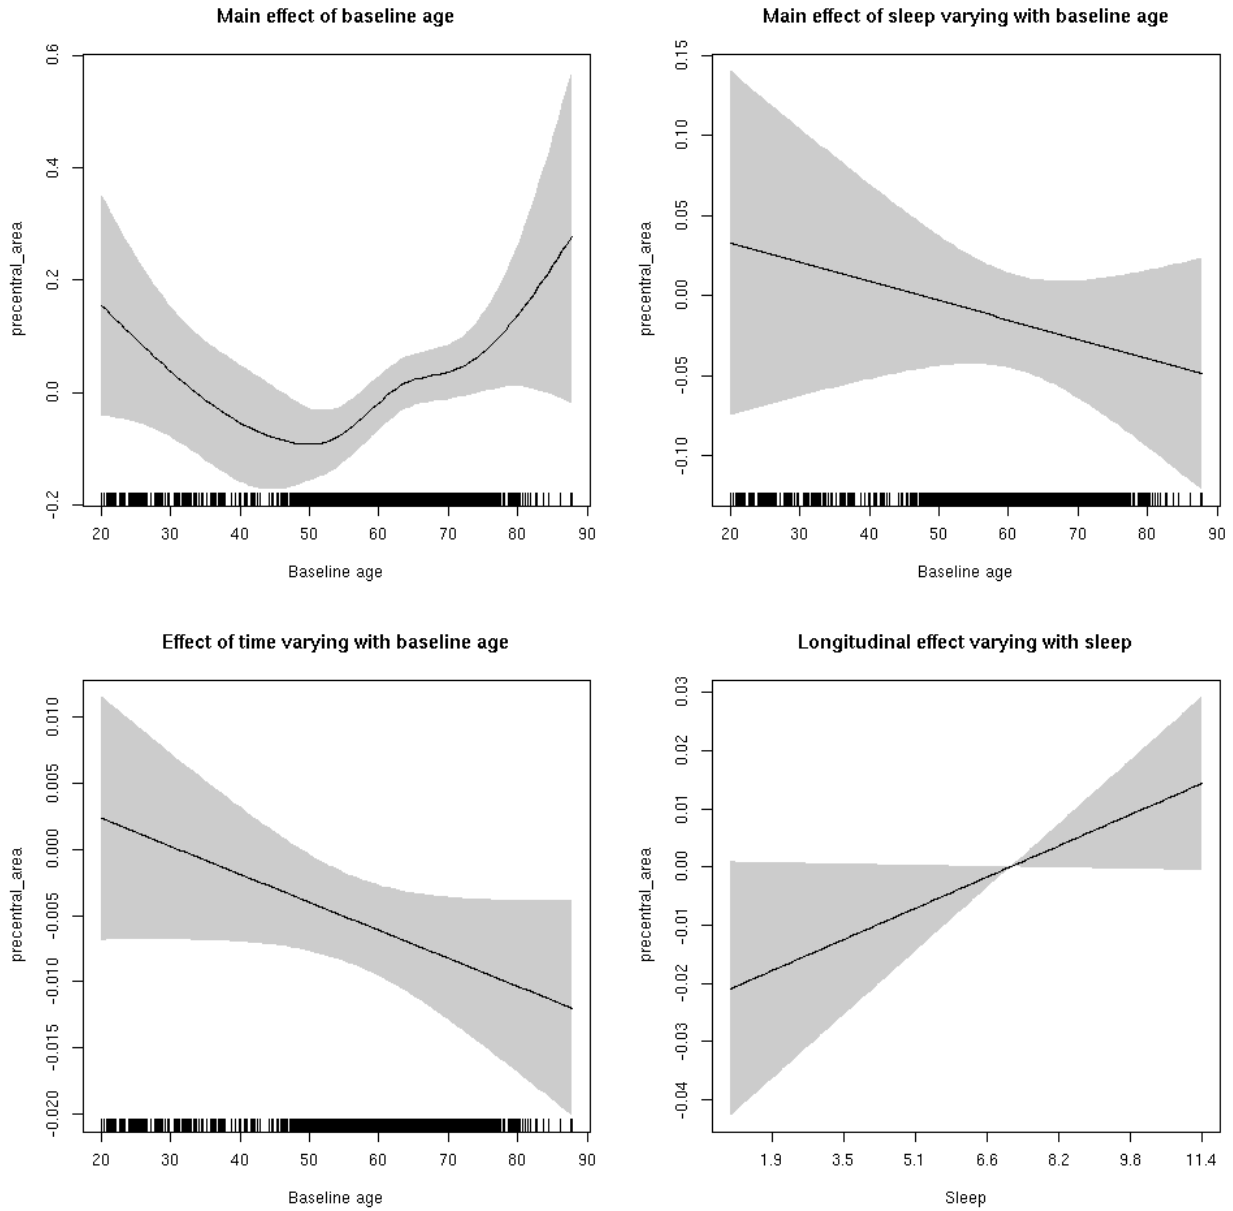 Main effect of baseline age
precentral_area
-0.2 0.0 0.2 0.4 0.6
20 30 40 50 60 70 80 90
Baseline age
Main effect of sleep varying with baseline age
precentral_area
-0.10 -0.05 0.00 0.05 0.10 0.15
20 30 40 50 60 70 80 90
Baseline age
Effect of time varying with baseline age
precentral_area
-0.020 -0.015 -0.010 -0.005 0.000 0.005 0.010
20 30 40 50 60 70 80 90
Baseline age
Longitudinal effect varying with sleep
precentral_area
-0.04 -0.03 -0.02 -0.01 0.00 0.01 0.02 0.03
1.9 3.5 5.1 6.6 8.2 9.8 11.4
Sleep